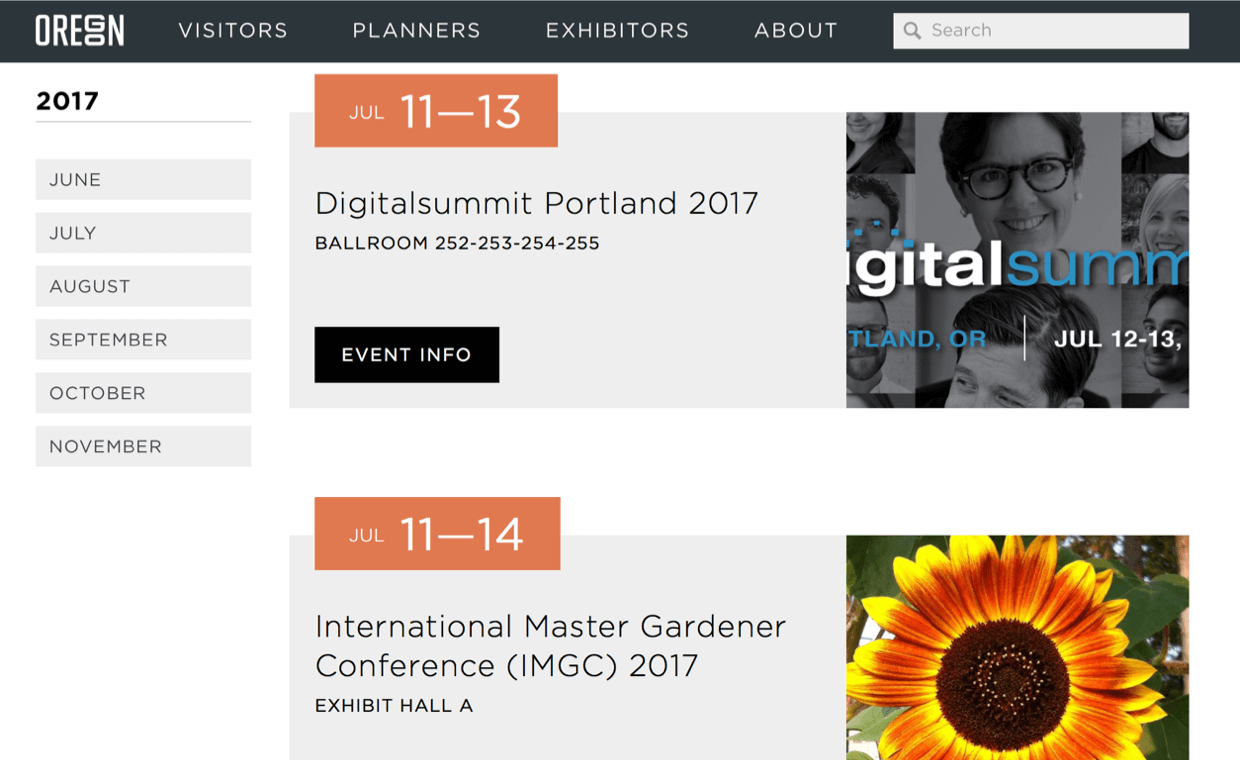 OREGON
VISITORS
PLANNERS
EXHIBITORS
ABOUT
Search
2017
JUNE
JULY
AUGUST
SEPTEMBER
OCTOBER
NOVEMBER
JUL 11—13
Digitalsummit Portland 2017
BALLROOM 252-253-254-255
EVENT INFO
igitalsumm
TLAND, OR | JUL 12-13,
JUL 11—14
International Master Gardener
Conference (IMGC) 2017
EXHIBIT HALL A